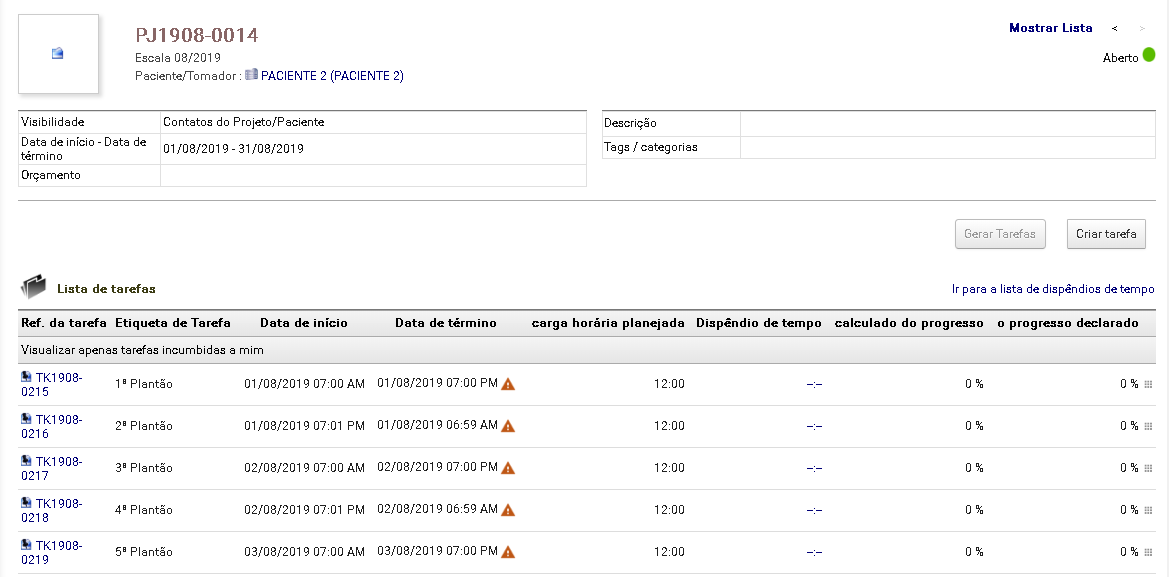 PJ1908-0014
Mostrar Lista < >
Escala 08/2019
Aberto
Paciente/Tomador : PACIENTE 2 (PACIENTE 2)
Visibilidade Contatos do Projeto/Paciente
Data de início - Data de
término 01/08/2019 - 31/08/2019
Orçamento
Descrição
Tags / categorias
Gerar Tarefas Criar tarefa
Lista de tarefas Ir para a lista de dispêndios de tempo
Ref. da tarefa Etiqueta de Tarefa Data de início Data de término carga horária planejada Dispêndio de tempo calculado do progresso o progresso declarado
Visualizar apenas tarefas incumbidas a mim
TK1908-
0215 1ª Plantão 01/08/2019 07:00 AM 01/08/2019 07:00 PM 12:00 --:-- 0 % 0 %
TK1908-
0216 2ª Plantão 01/08/2019 07:01 PM 01/08/2019 06:59 AM 12:00 --:-- 0 % 0 %
TK1908-
0217 3ª Plantão 02/08/2019 07:00 AM 02/08/2019 07:00 PM 12:00 --:-- 0 % 0 %
TK1908-
0218 4ª Plantão 02/08/2019 07:01 PM 02/08/2019 06:59 AM 12:00 --:-- 0 % 0 %
TK1908-
0219 5ª Plantão 03/08/2019 07:00 AM 03/08/2019 07:00 PM 12:00 --:-- 0 % 0 %